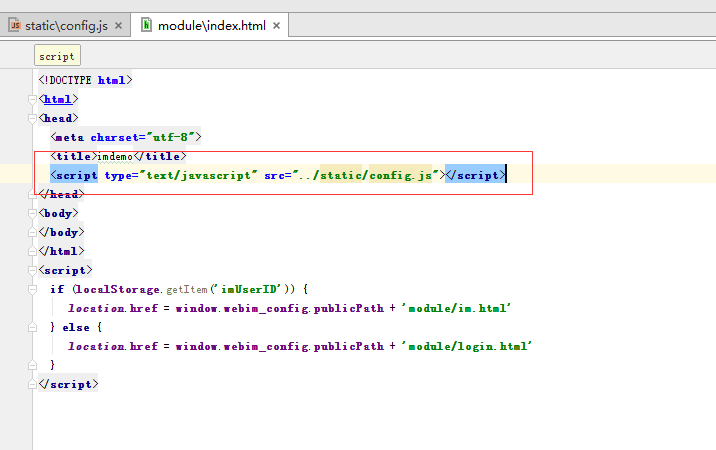 static\config.js ×
module\index.html ×
script
<!DOCTYPE html>
<html>
<head>
<meta charset="utf-8">
<title>imdemo</title>
<script type="text/javascript" src="../static/config.js"></script>
</head>
<body>
</body>
</html>
<script>
if (localStorage.getItem('imUserID')) {
location.href = window.webim_config.publicPath + 'module/im.html'
} else {
location.href = window.webim_config.publicPath + 'module/login.html'
}
</script>